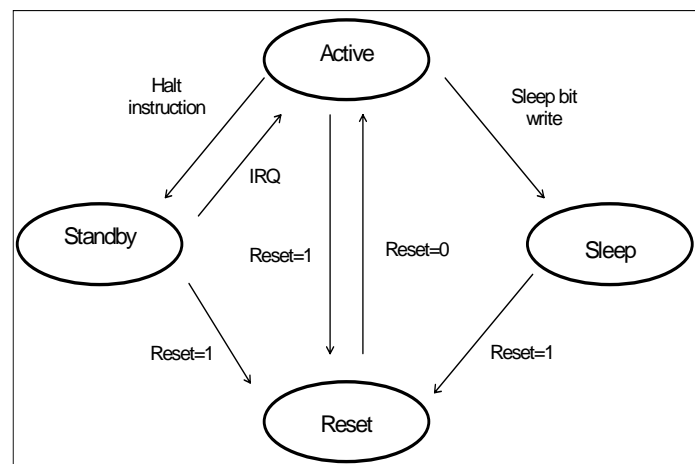 Active
Halt
instruction
Sleep bit
write
IRQ
Standby
Sleep
Reset=1
Reset=0
Reset=1
Reset=1
Reset